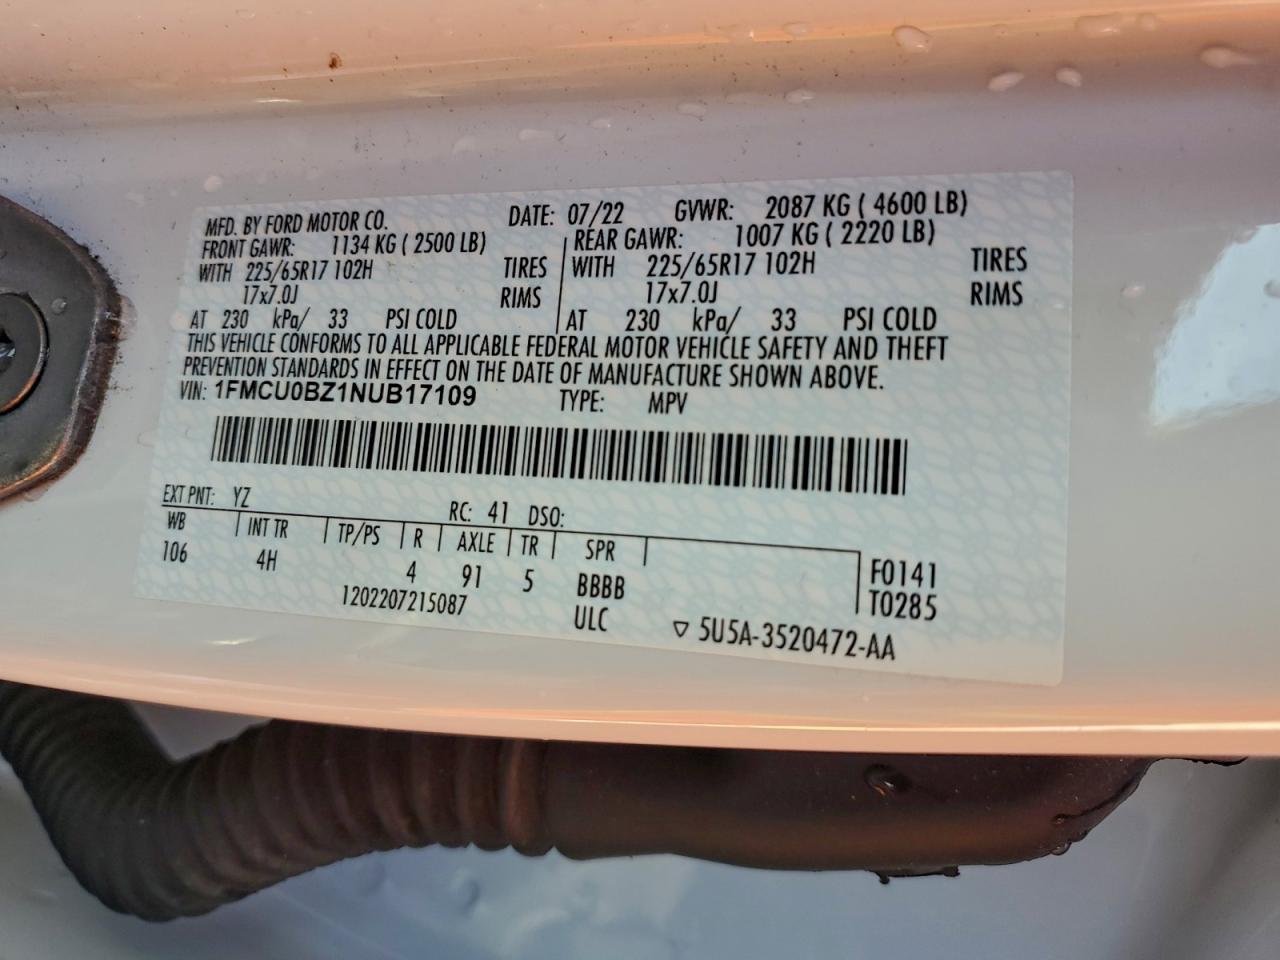 MFD. BY FORD MOTOR CO. DATE: 07/22 GVWR: 2087 KG ( 4600 LB)
FRONT GAWR: 1134 KG ( 2500 LB) REAR GAWR: 1007 KG ( 2220 LB)
WITH 225/65R17 102H TIRES WITH 225/65R17 102H TIRES
17x7.0J RIMS 17x7.0J RIMS
AT 230 kPa/ 33 PSI COLD AT 230 kPa/ 33 PSI COLD
THIS VEHICLE CONFORMS TO ALL APPLICABLE FEDERAL MOTOR VEHICLE SAFETY AND THEFT
PREVENTION STANDARDS IN EFFECT ON THE DATE OF MANUFACTURE SHOWN ABOVE.
VIN: 1FMCU0BZ1NUB17109 TYPE: MPV
EXT PNT: YZ RC: 41 DSO:
WB INT TR TP/PS R AXLE TR SPR
106 4H 4 91 5 BBBB F0141
1202207215087 ULC T0285
▽ 5U5A-3520472-AA